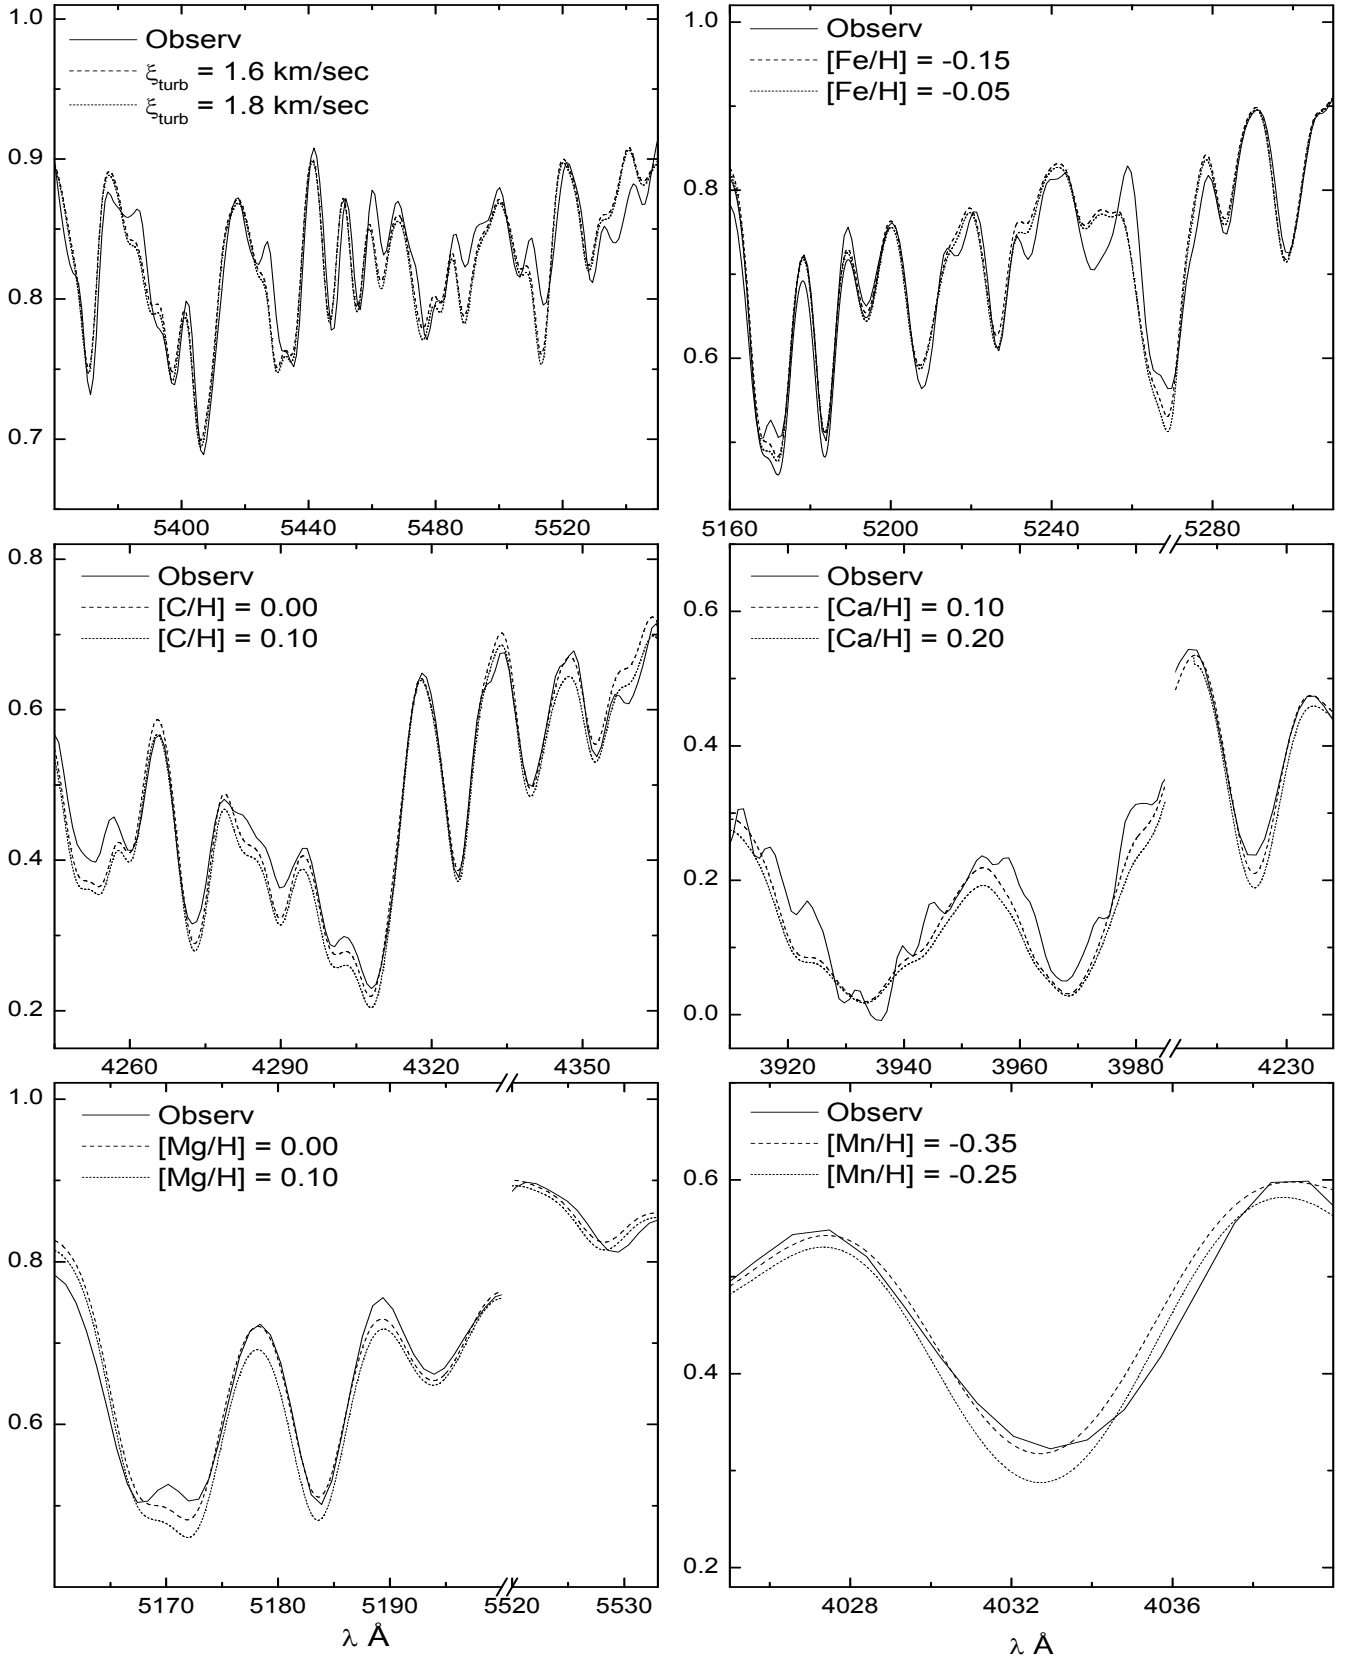 1.0
0.9
0.8
0.7
Observ
ξturb = 1.6 km/sec
ξturb = 1.8 km/sec
5400 5440 5480 5520
1.0
0.8
0.6
Observ
[Fe/H] = -0.15
[Fe/H] = -0.05
5160 5200 5240 5280
0.8
0.6
0.4
0.2
Observ
[C/H] = 0.00
[C/H] = 0.10
4260 4290 4320 4350
0.6
0.4
0.2
0.0
Observ
[Ca/H] = 0.10
[Ca/H] = 0.20
3920 3940 3960 3980 4230
1.0
0.8
0.6
Observ
[Mg/H] = 0.00
[Mg/H] = 0.10
5170 5180 5190 5520 5530
λ Å
0.6
0.4
0.2
Observ
[Mn/H] = -0.35
[Mn/H] = -0.25
4028 4032 4036
λ Å